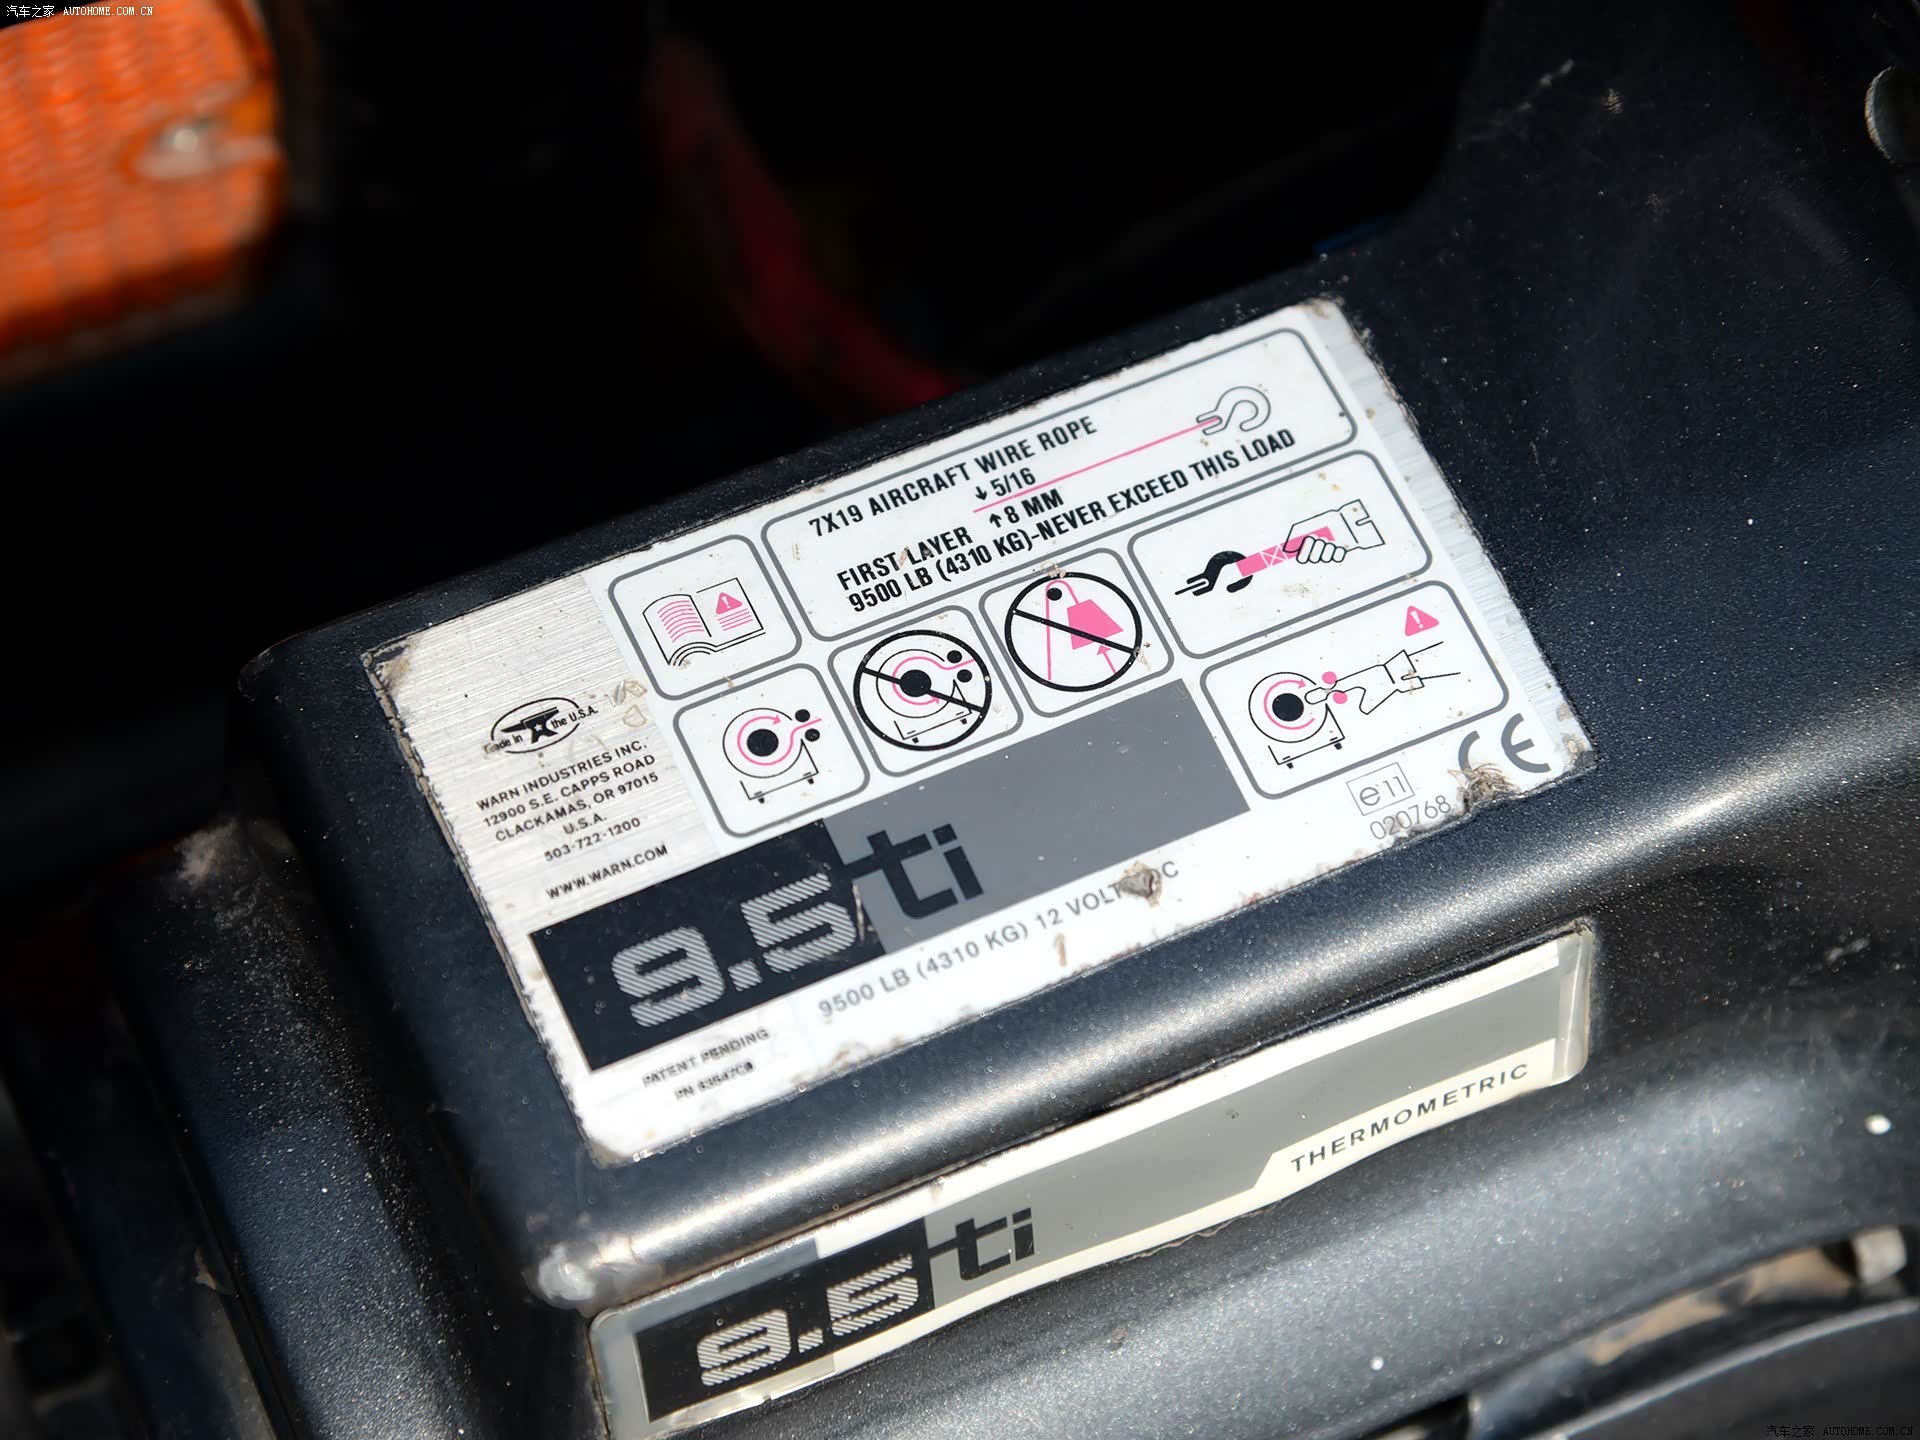 汽车之家 AUTOHOME.COM.CN
7X19 AIRCRAFT WIRE ROPE
5/16
8 MM
FIRST LAYER
9500 LB (4310 KG)-NEVER EXCEED THIS LOAD
Made in the U.S.A.
WARN INDUSTRIES INC.
12900 S.E. CAPPS ROAD
CLACKAMAS, OR 97015
U.S.A.
503-722-1200
WWW.WARN.COM
CE
e11
020768
9.5ti
9500 LB (4310 KG) 12 VOLT DC
PATENT PENDING
PN
THERMOMETRIC
9.5ti
汽车之家 AUTOHOME.COM.CN